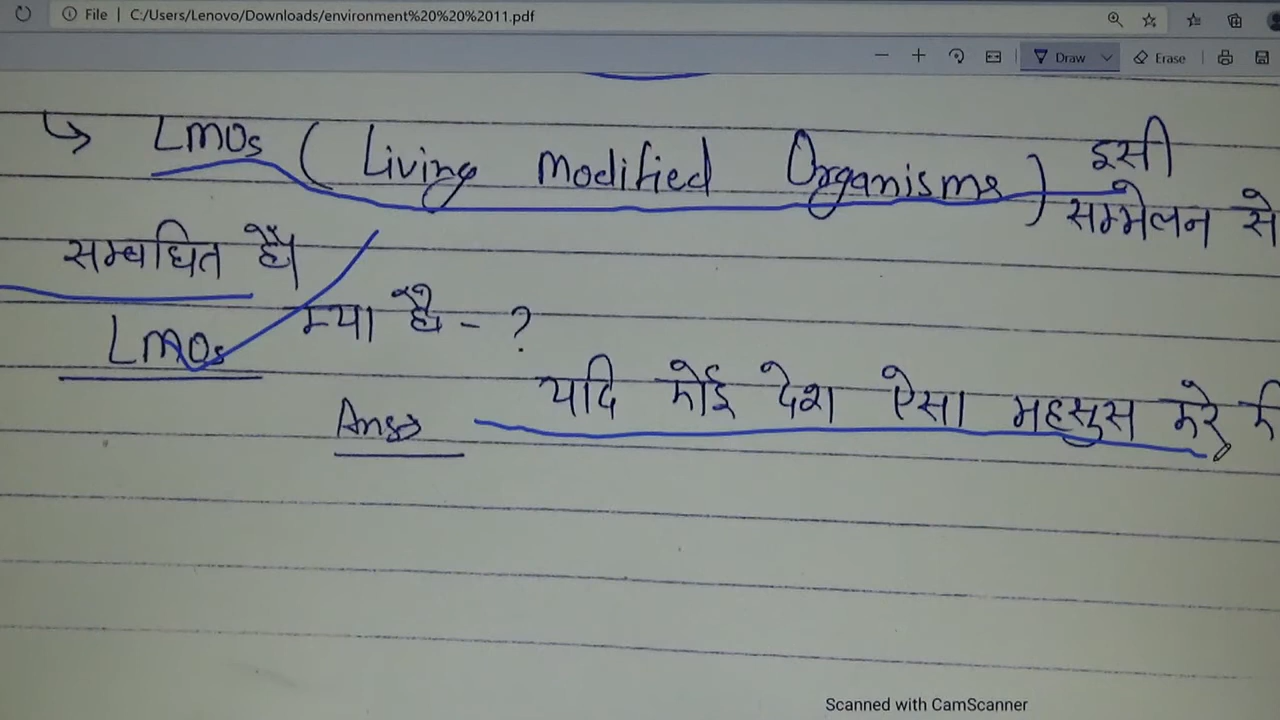 File | C:/Users/Lenovo/Downloads/environment%20%20%2011.pdf
Draw Erase
↳ LMOs (Living Modified Organisms) इसी
सम्मेलन से
सम्बधित है।
LMOs क्या है - ?
Ans→ यदि कोई देश ऐसा महसुस करे
Scanned with CamScanner